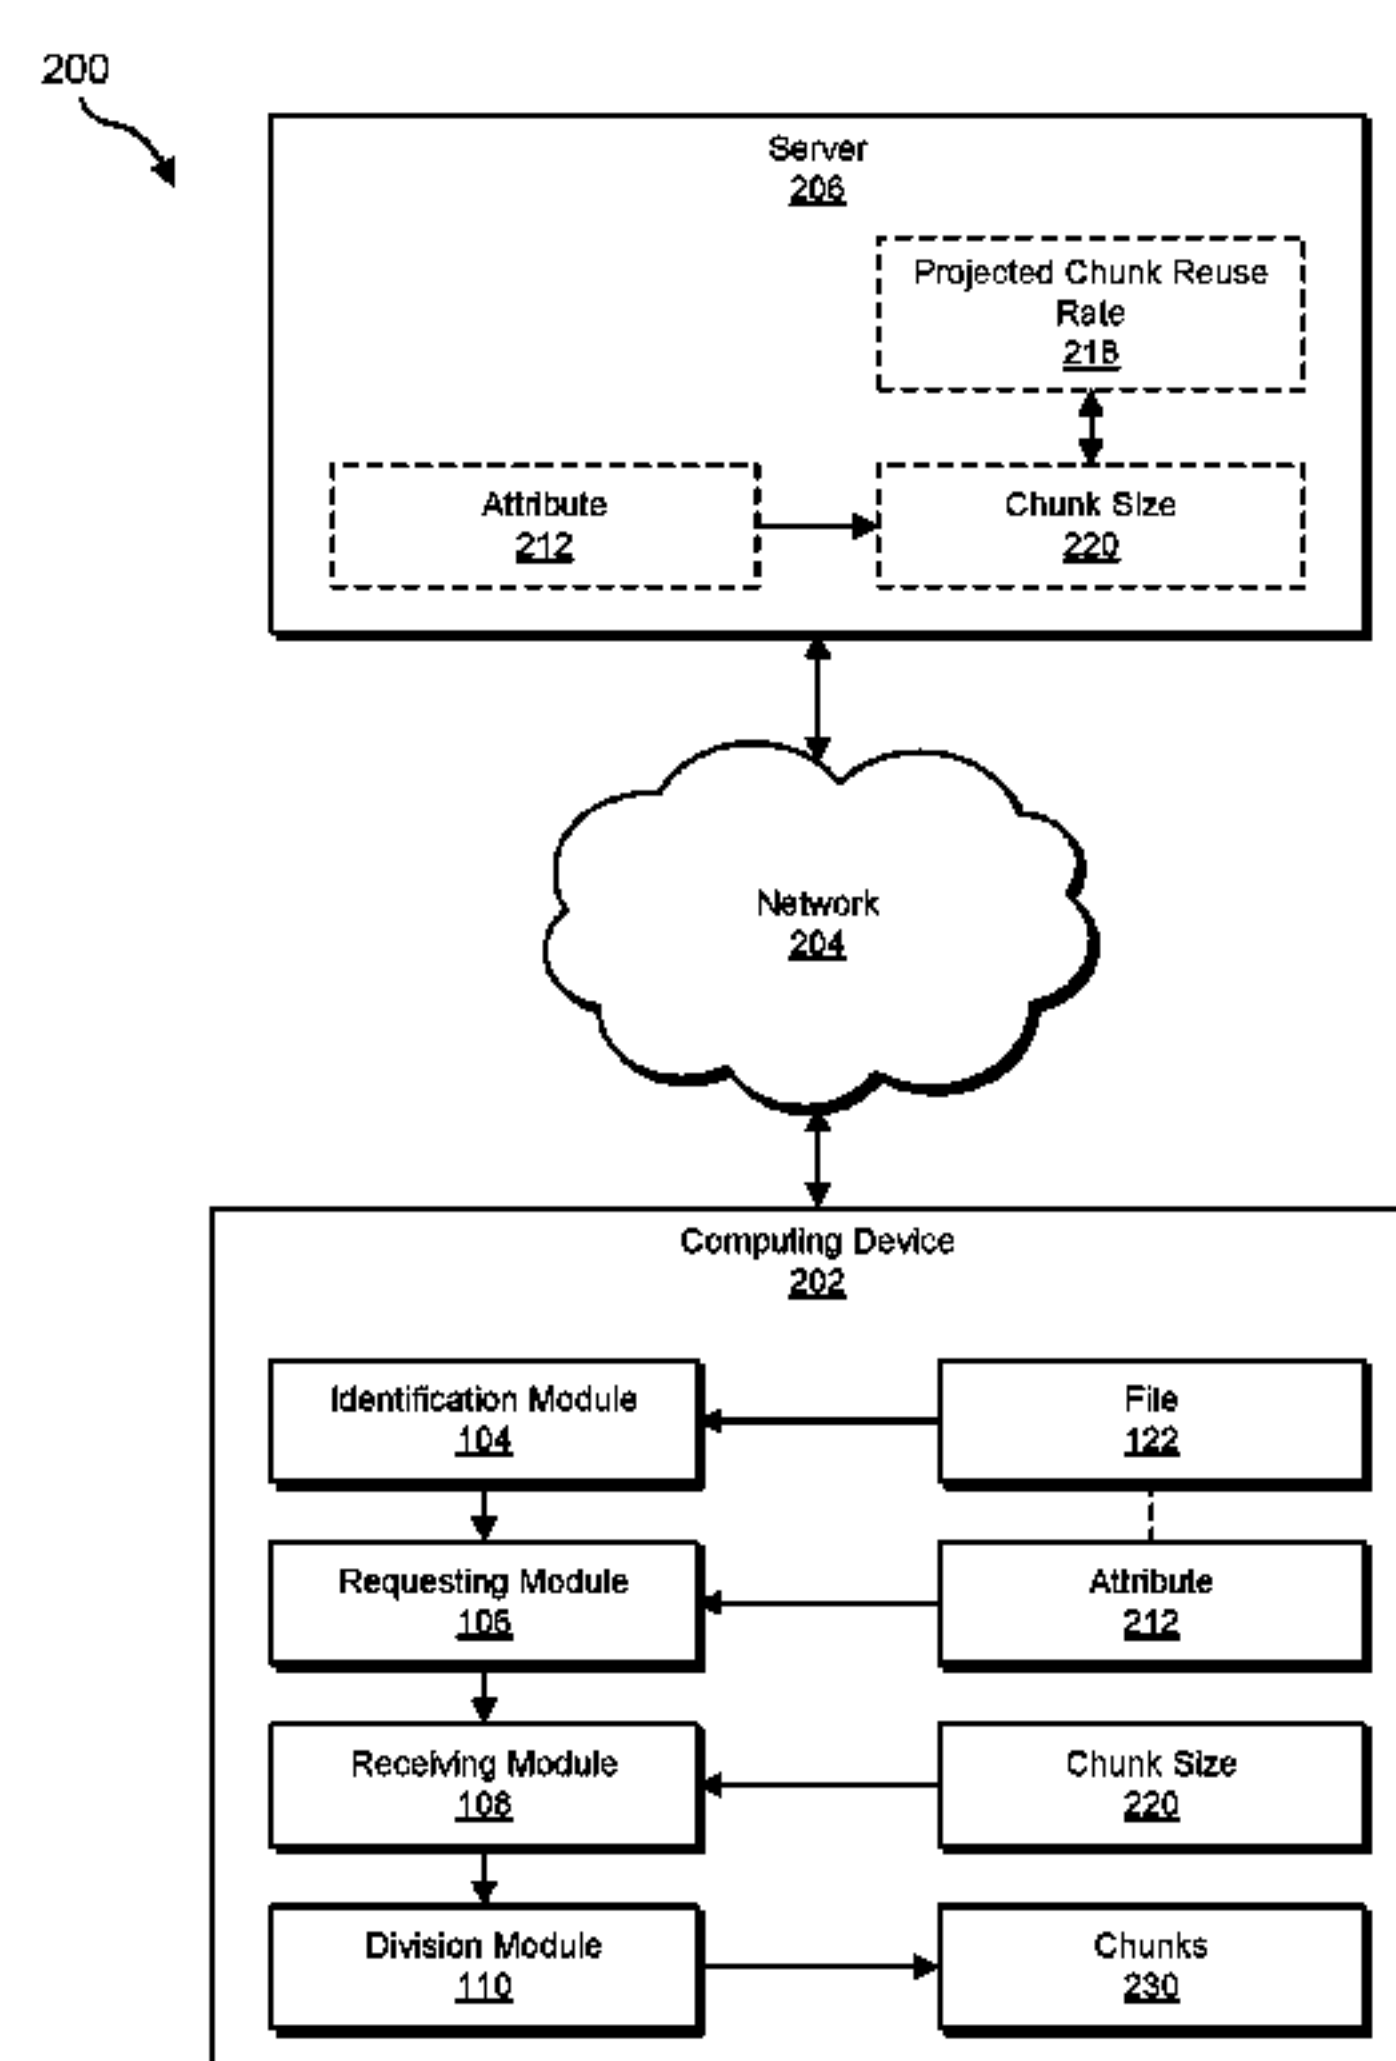 200
Server
206
Projected Chunk Reuse
Rate
218
Attribute
212
Chunk Size
220
Network
204
Computing Device
202
Identification Module
104
File
122
Requesting Module
106
Attribute
212
Receiving Module
108
Chunk Size
220
Division Module
110
Chunks
230